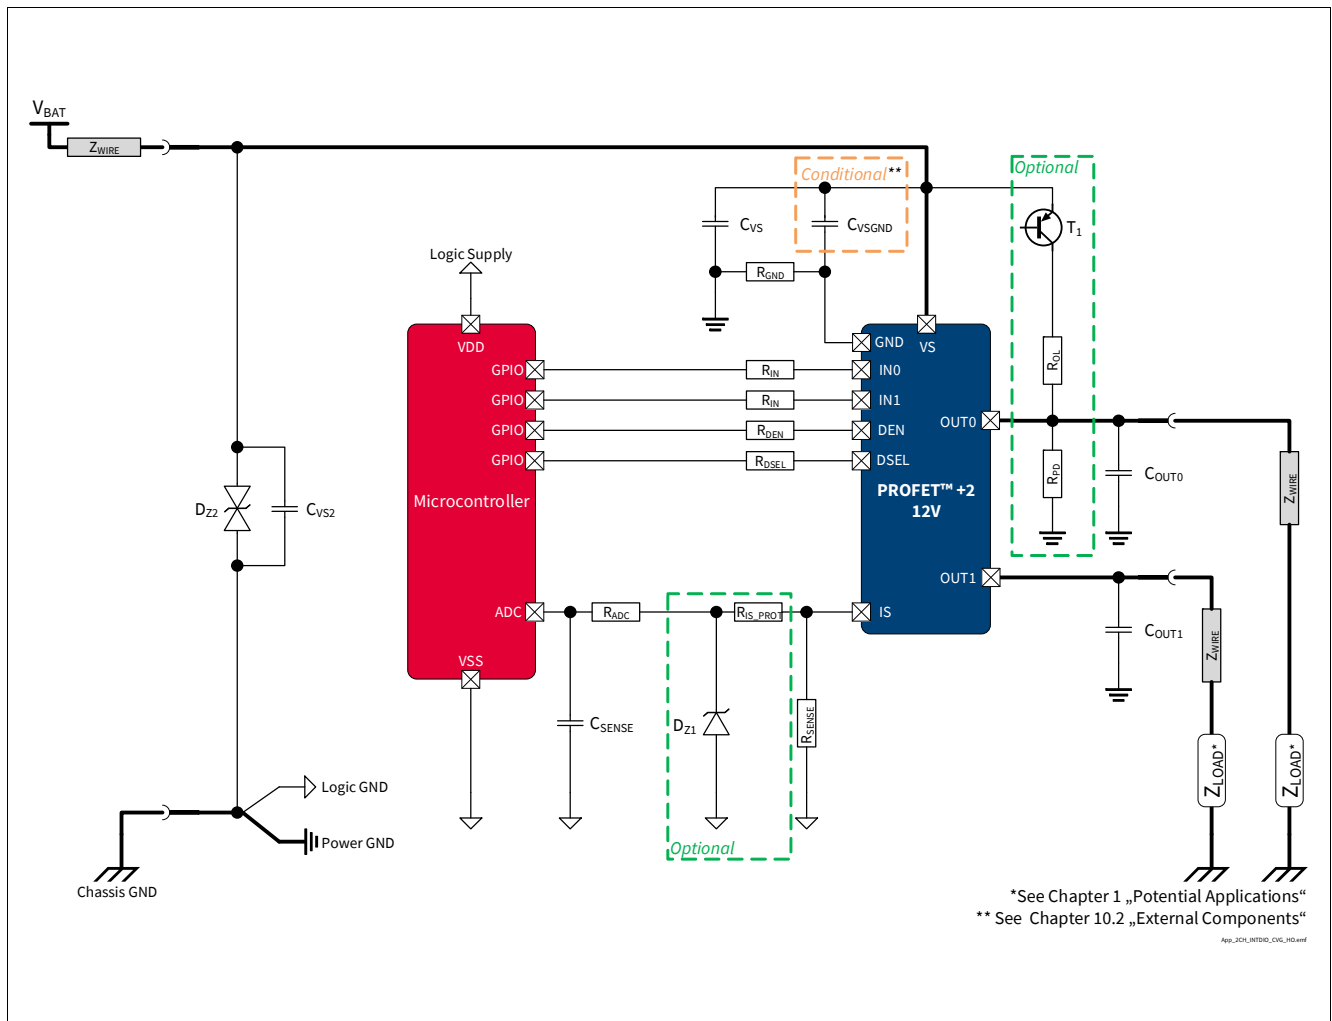 VBAT
ZWIRE
Conditional**
Optional
CVS
CVSGND
T1
Logic Supply
RGND
VDD
GND
VS
GPIO
RIN
IN0
ROL
GPIO
RIN
IN1
GPIO
RDEN
DEN
OUT0
GPIO
RDSEL
DSEL
RPD
COUT0
ZWIRE
Microcontroller
PROFET™ +2
12V
DZ2
CVS2
OUT1
ADC
RADC
RIS_PROT
IS
COUT1
ZWIRE
VSS
CSENSE
DZ1
RSENSE
ZLOAD*
ZLOAD*
Logic GND
Power GND
Optional
Chassis GND
*See Chapter 1 „Potential Applications“
** See Chapter 10.2 „External Components“
App_2CH_INTDIO_CVG_HO.emf